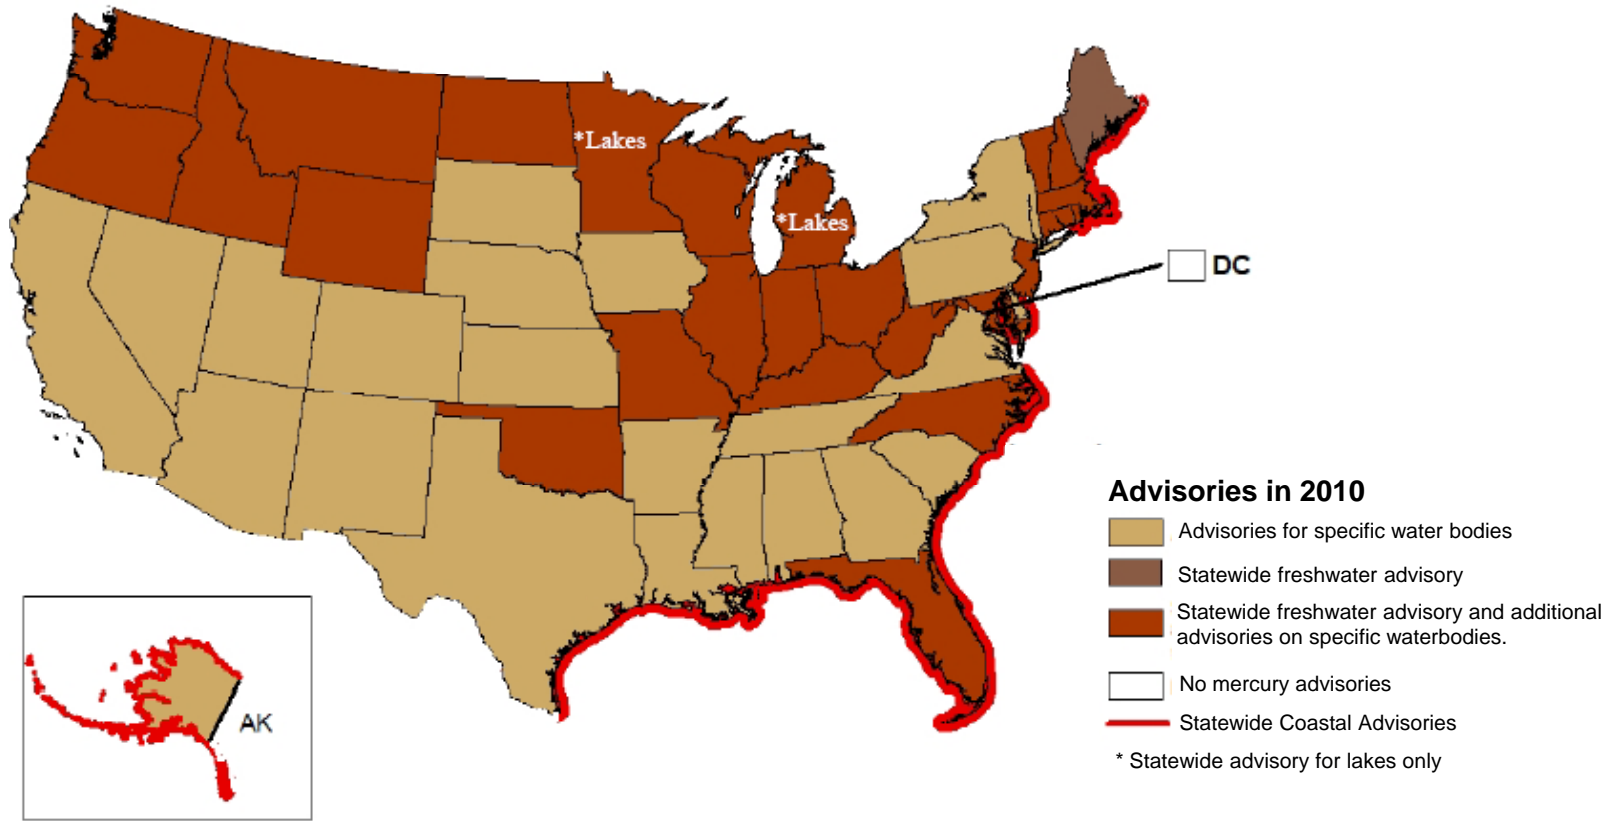 *Lakes
*Lakes
DC
Advisories in 2010
Advisories for specific water bodies
Statewide freshwater advisory
Statewide freshwater advisory and additional
advisories on specific waterbodies.
No mercury advisories
Statewide Coastal Advisories
* Statewide advisory for lakes only
AK